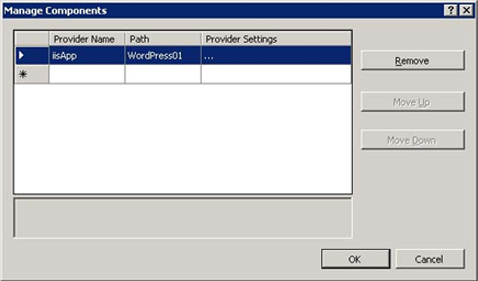 Manage Components
Provider Name Path Provider Settings
iisApp WordPress01 ...
Remove
Move Up
Move Down
OK Cancel